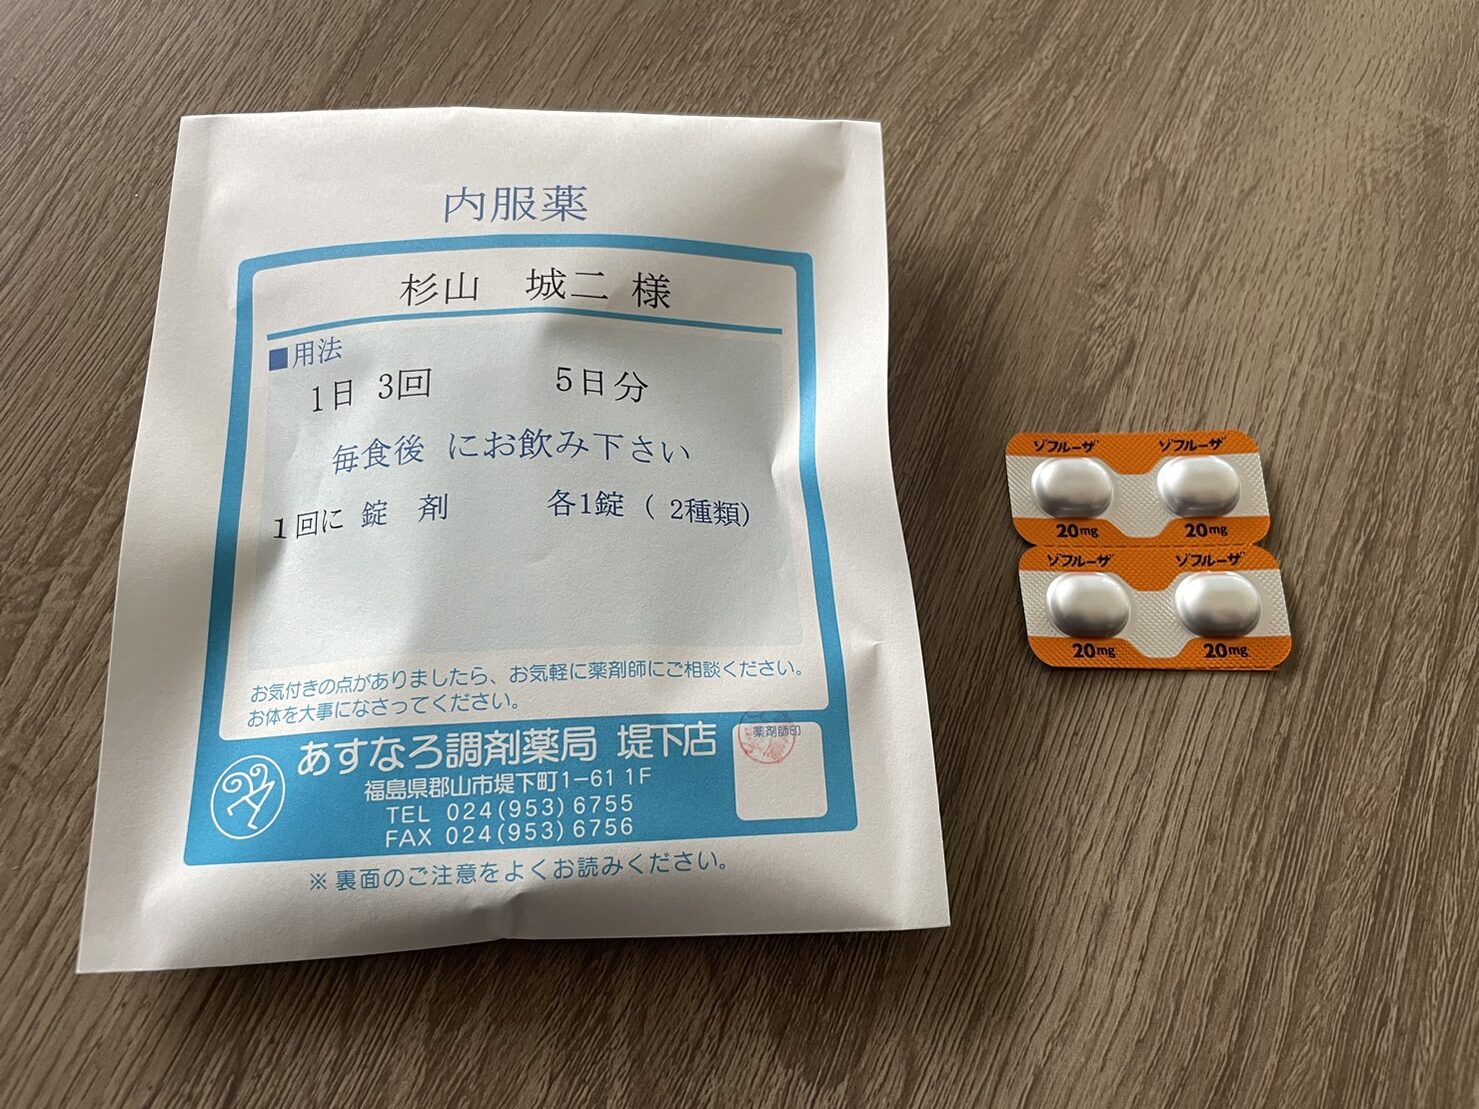 内服薬
杉山 城二 様
■用法
1日 3回 5日分
毎食後 にお飲み下さい
1回に 錠 剤 各1錠 ( 2種類)
お気付きの点がありましたら、お気軽に薬剤師にご相談ください。
お体を大事になさってください。
薬剤師印
あすなろ調剤薬局 堤下店
福島県郡山市堤下町1-61 1F
TEL 024(953)6755
FAX 024(953)6756
※裏面のご注意をよくお読みください。
ゾフルーザ ゾフルーザ
20mg 20mg
ゾフルーザ ゾフルーザ
20mg 20mg